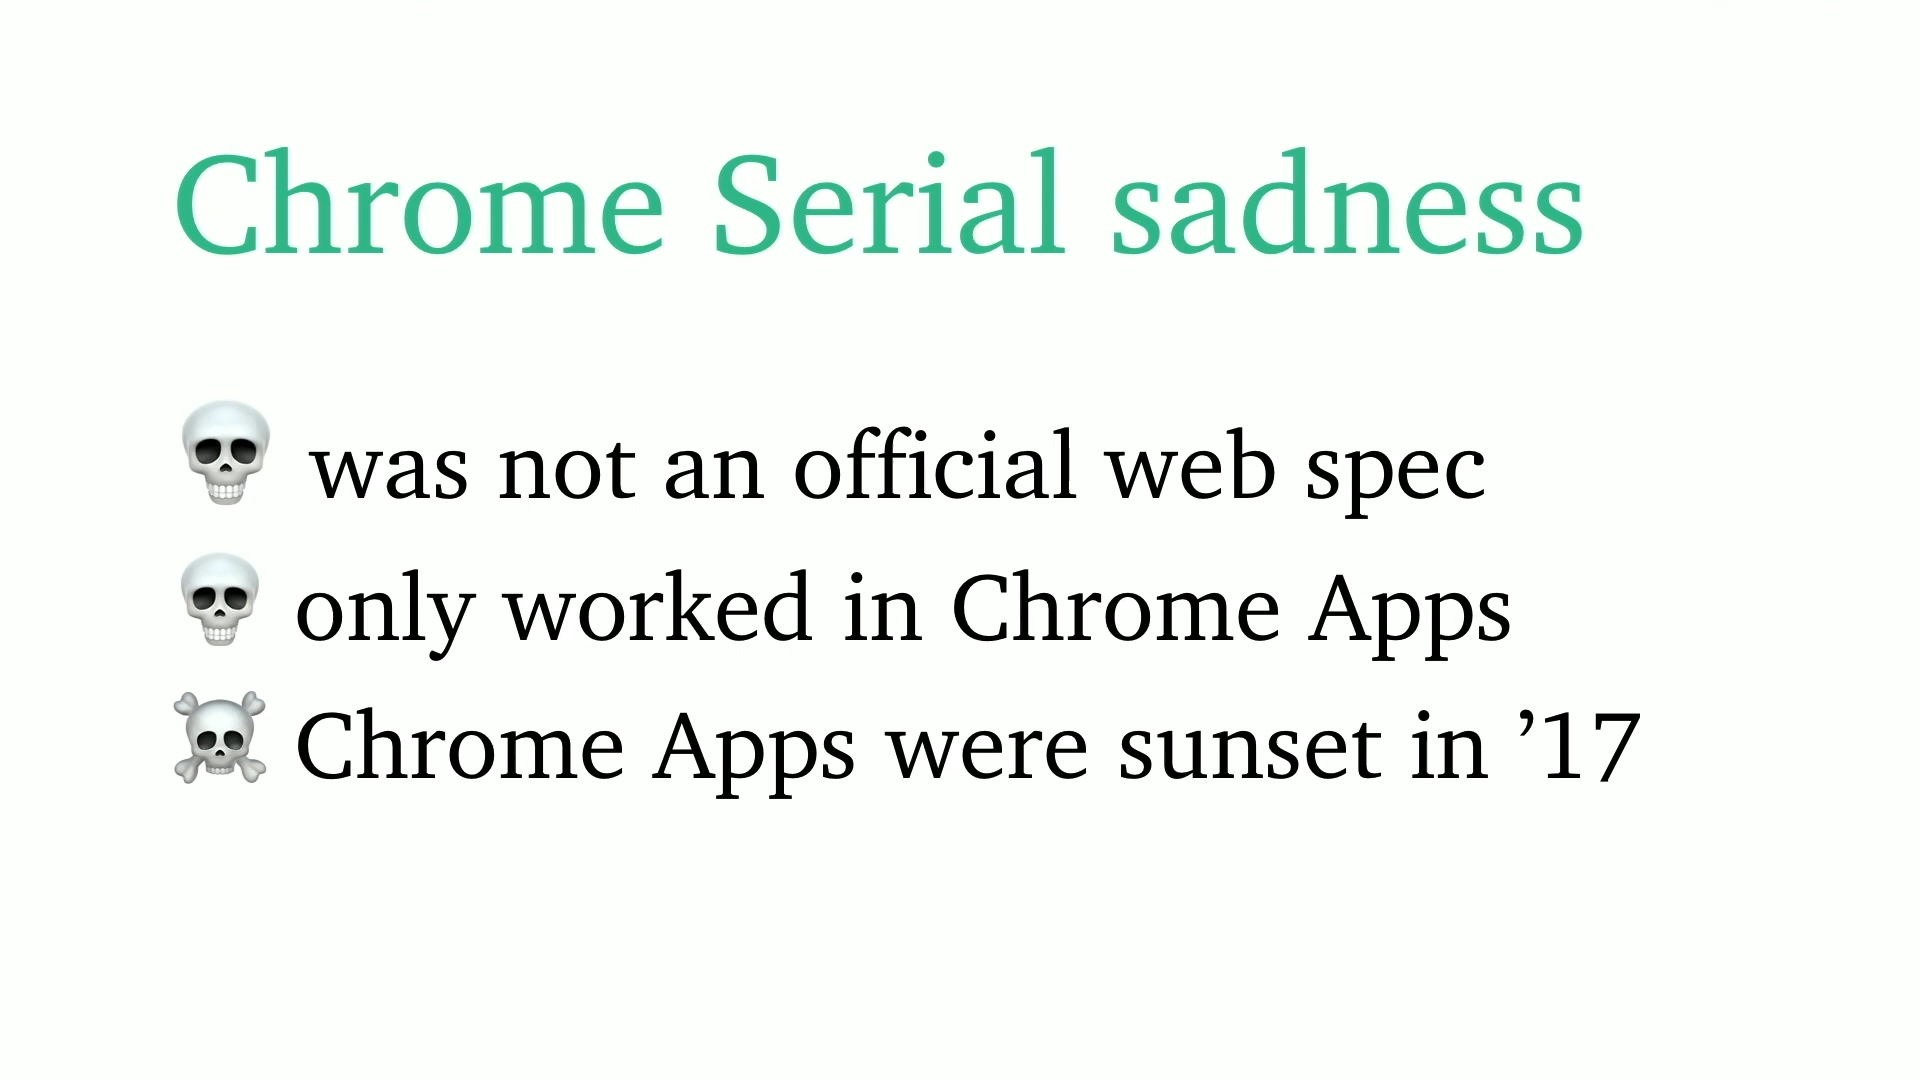 Chrome Serial sadness
💀 was not an official web spec
💀 only worked in Chrome Apps
☠️ Chrome Apps were sunset in ’17